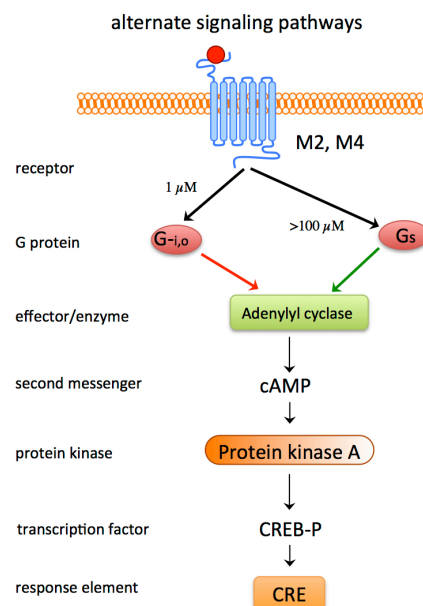 alternate signaling pathways
M2, M4
receptor
1 µM
>100 µM
G protein
G-i,o
Gs
effector/enzyme
Adenylyl cyclase
second messenger
cAMP
protein kinase
Protein kinase A
transcription factor
CREB-P
response element
CRE